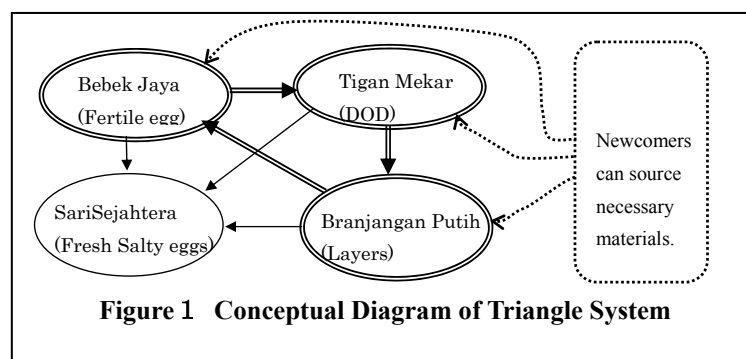 Bebek Jaya
(Fertile egg)
Tigan Mekar
(DOD)
SariSejahtera
(Fresh Salty eggs)
Branjangan Putih
(Layers)
Newcomers
can source
necessary
materials.
Figure 1 Conceptual Diagram of Triangle System